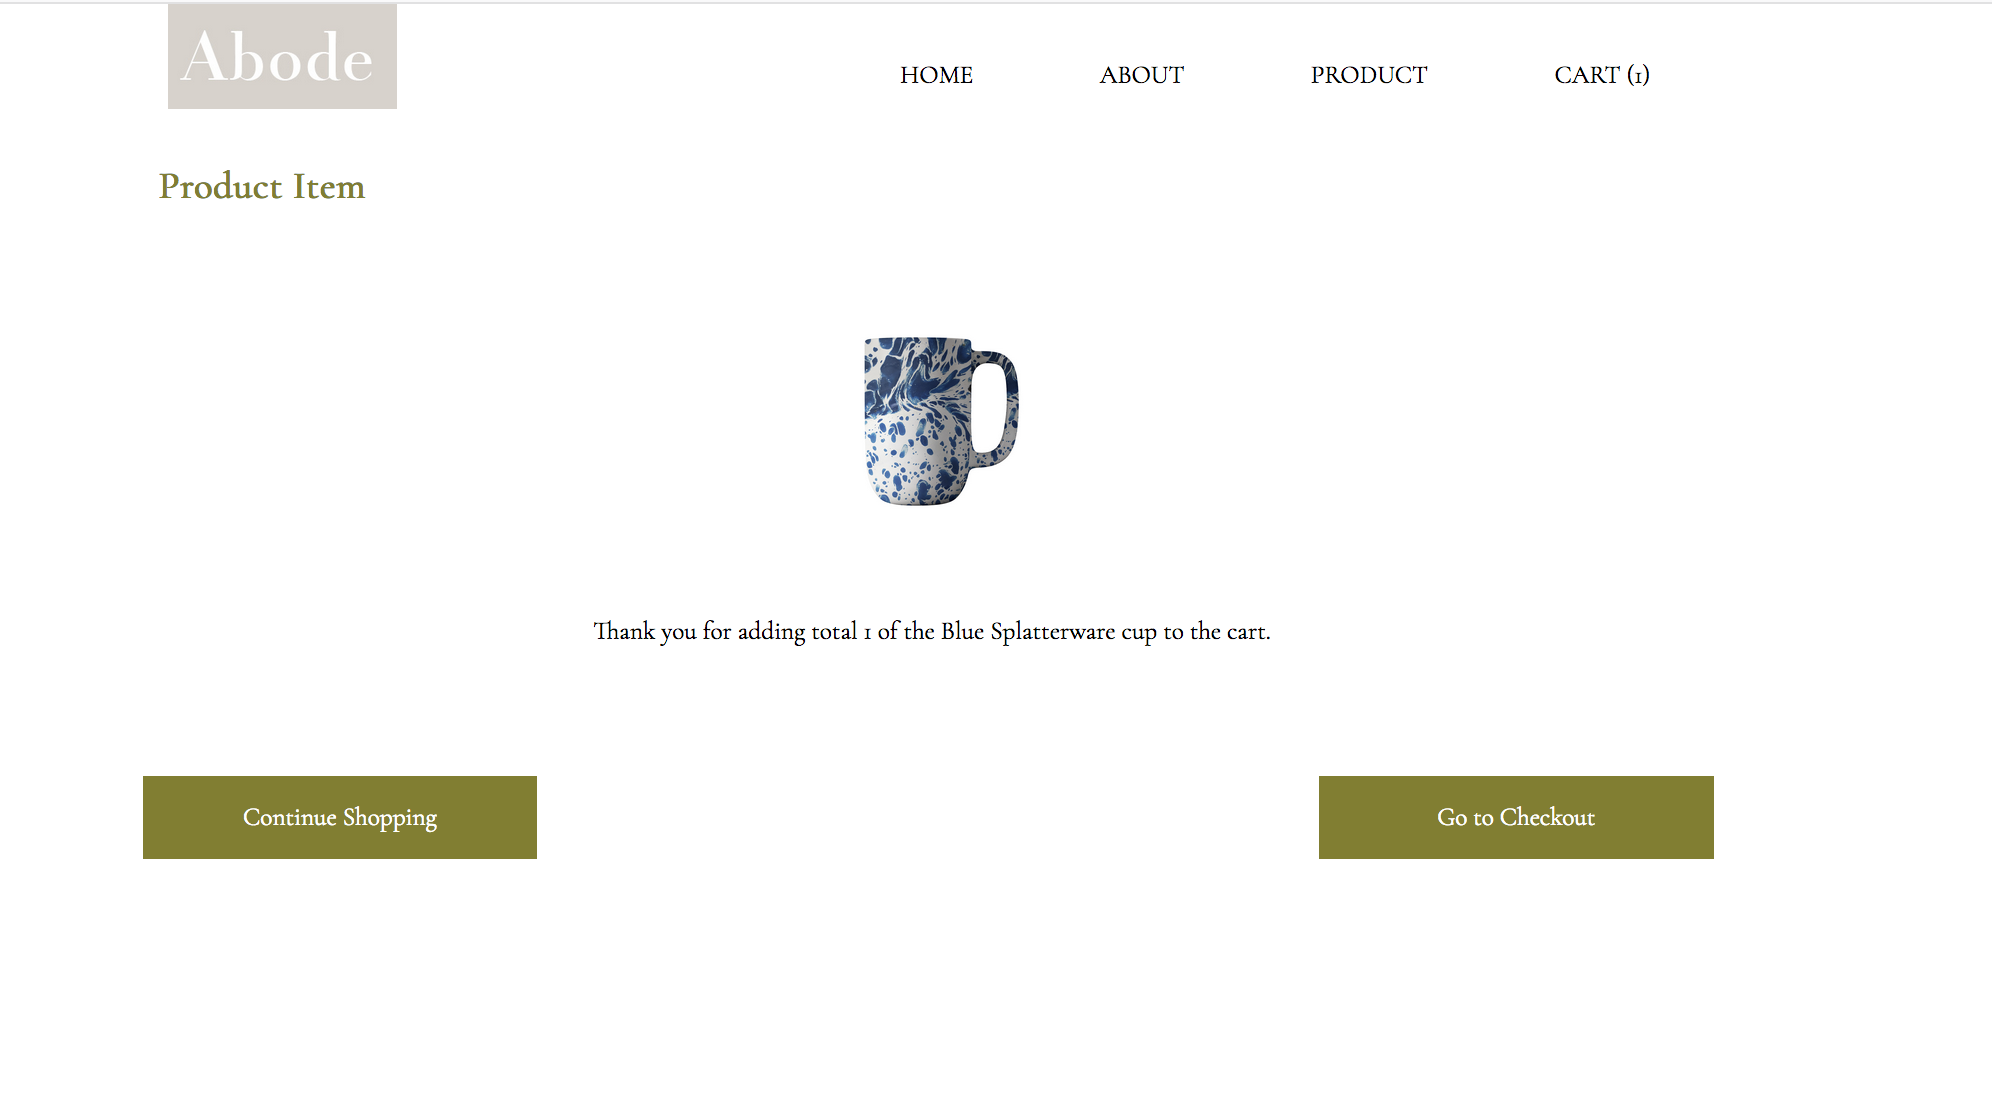 Abode
HOME ABOUT PRODUCT CART (1)
Product Item
Thank you for adding total 1 of the Blue Splatterware cup to the cart.
Continue Shopping Go to Checkout